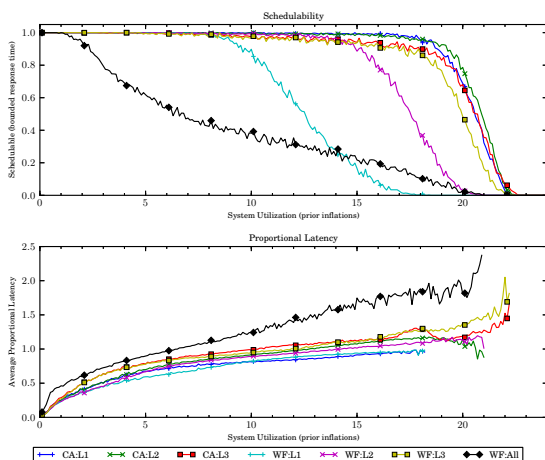 Schedulability
Schedulable (bounded response time)
1.0
0.8
0.6
0.4
0.2
0.0
0 5 10 15 20
System Utilization (prior inflations)
Proportional Latency
Average Proportional Latency
2.5
2.0
1.5
1.0
0.5
0.0
0 5 10 15 20
System Utilization (prior inflations)
CA:L1 CA:L2 CA:L3 WF:L1 WF:L2 WF:L3 WF:All